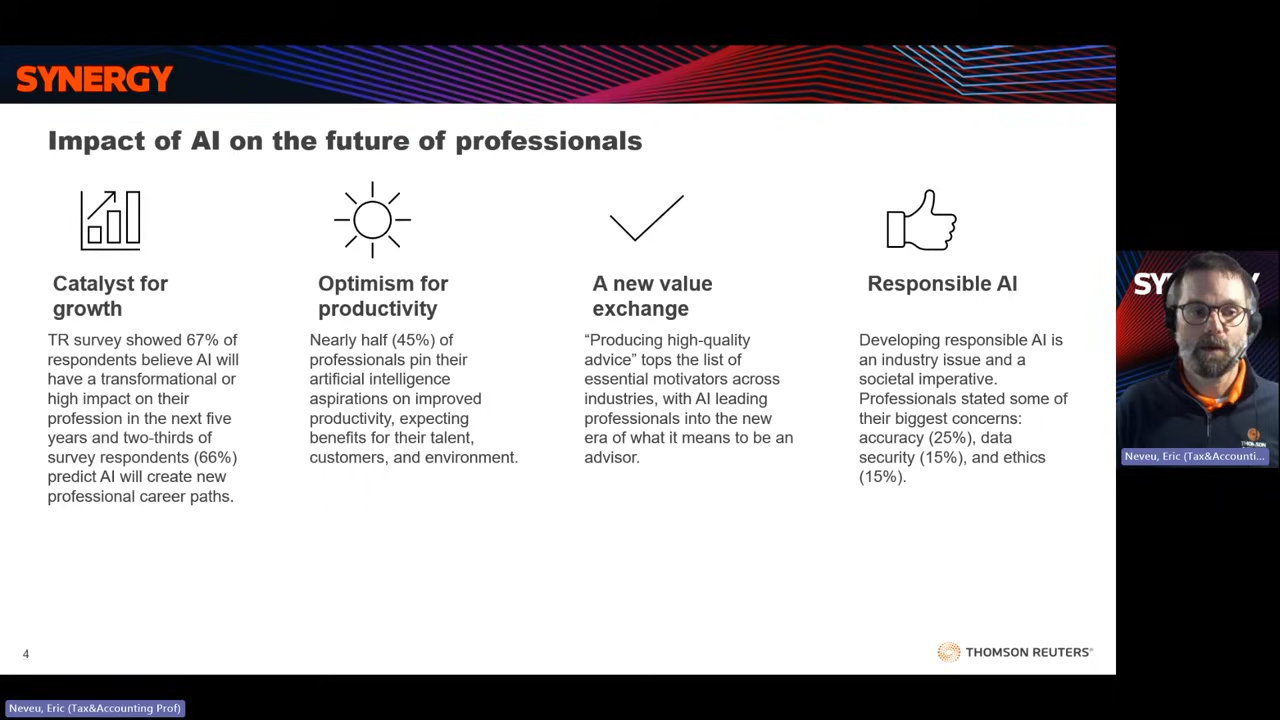 SYNERGY
Impact of AI on the future of professionals
Catalyst for
growth
TR survey showed 67% of
respondents believe AI will
have a transformational or
high impact on their
profession in the next five
years and two-thirds of
survey respondents (66%)
predict AI will create new
professional career paths.
Optimism for
productivity
Nearly half (45%) of
professionals pin their
artificial intelligence
aspirations on improved
productivity, expecting
benefits for their talent,
customers, and environment.
A new value
exchange
“Producing high-quality
advice” tops the list of
essential motivators across
industries, with AI leading
professionals into the new
era of what it means to be an
advisor.
Responsible AI
Developing responsible AI is
an industry issue and a
societal imperative.
Professionals stated some of
their biggest concerns:
accuracy (25%), data
security (15%), and ethics
(15%).
4
THOMSON REUTERS®
SY Y
Neveu, Eric (Tax&Accounti...
Neveu, Eric (Tax&Accounting Prof)